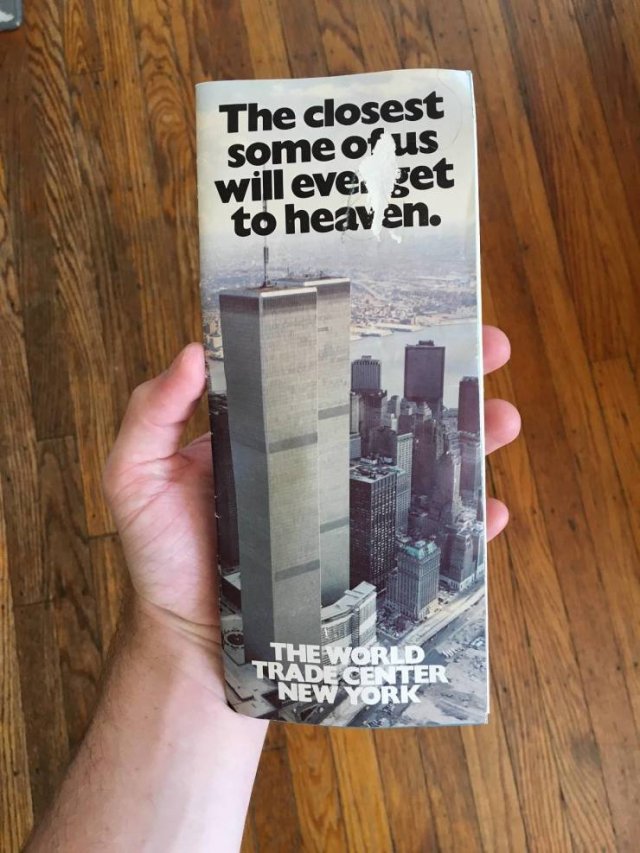 The closest
some of us
will ever get
to heaven.
THE WORLD
TRADE CENTER
NEW YORK